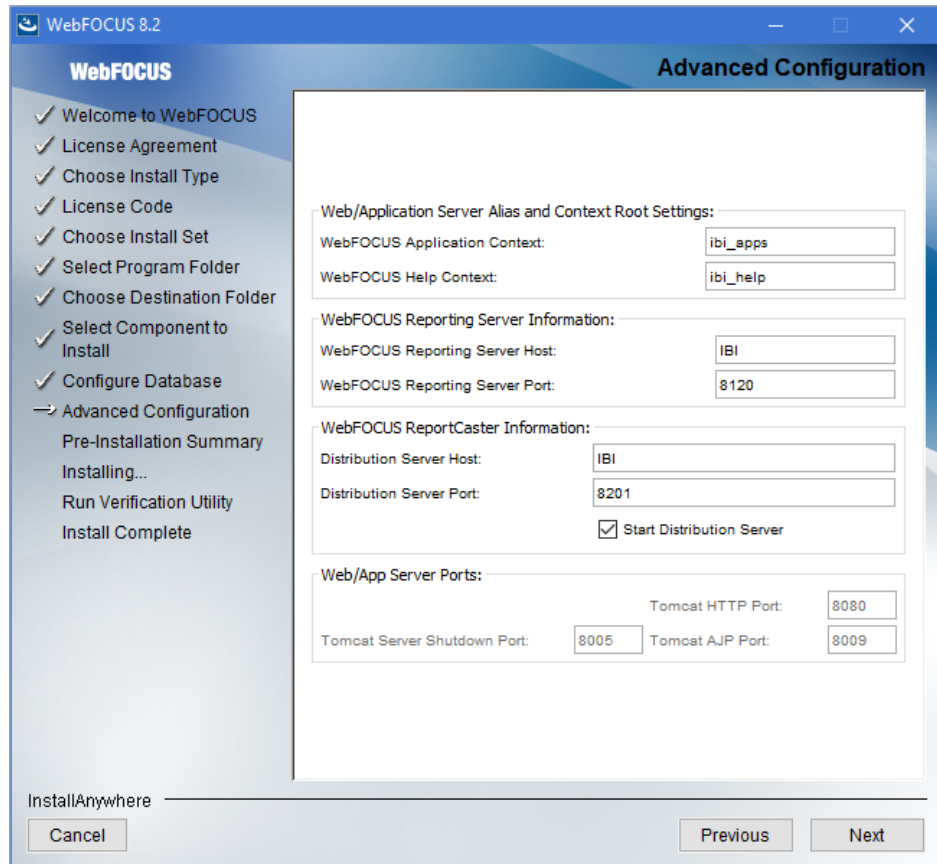 WebFOCUS 8.2
WebFOCUS
Advanced Configuration
Welcome to WebFOCUS
License Agreement
Choose Install Type
License Code
Choose Install Set
Select Program Folder
Choose Destination Folder
Select Component to
Install
Configure Database
Advanced Configuration
Pre-Installation Summary
Installing...
Run Verification Utility
Install Complete
Web/Application Server Alias and Context Root Settings:
WebFOCUS Application Context: ibi_apps
WebFOCUS Help Context: ibi_help
WebFOCUS Reporting Server Information:
WebFOCUS Reporting Server Host: IBI
WebFOCUS Reporting Server Port: 8120
WebFOCUS ReportCaster Information:
Distribution Server Host: IBI
Distribution Server Port: 8201
Start Distribution Server
Web/App Server Ports:
Tomcat HTTP Port: 8080
Tomcat Server Shutdown Port: 8005 Tomcat AJP Port: 8009
InstallAnywhere
Cancel Previous Next